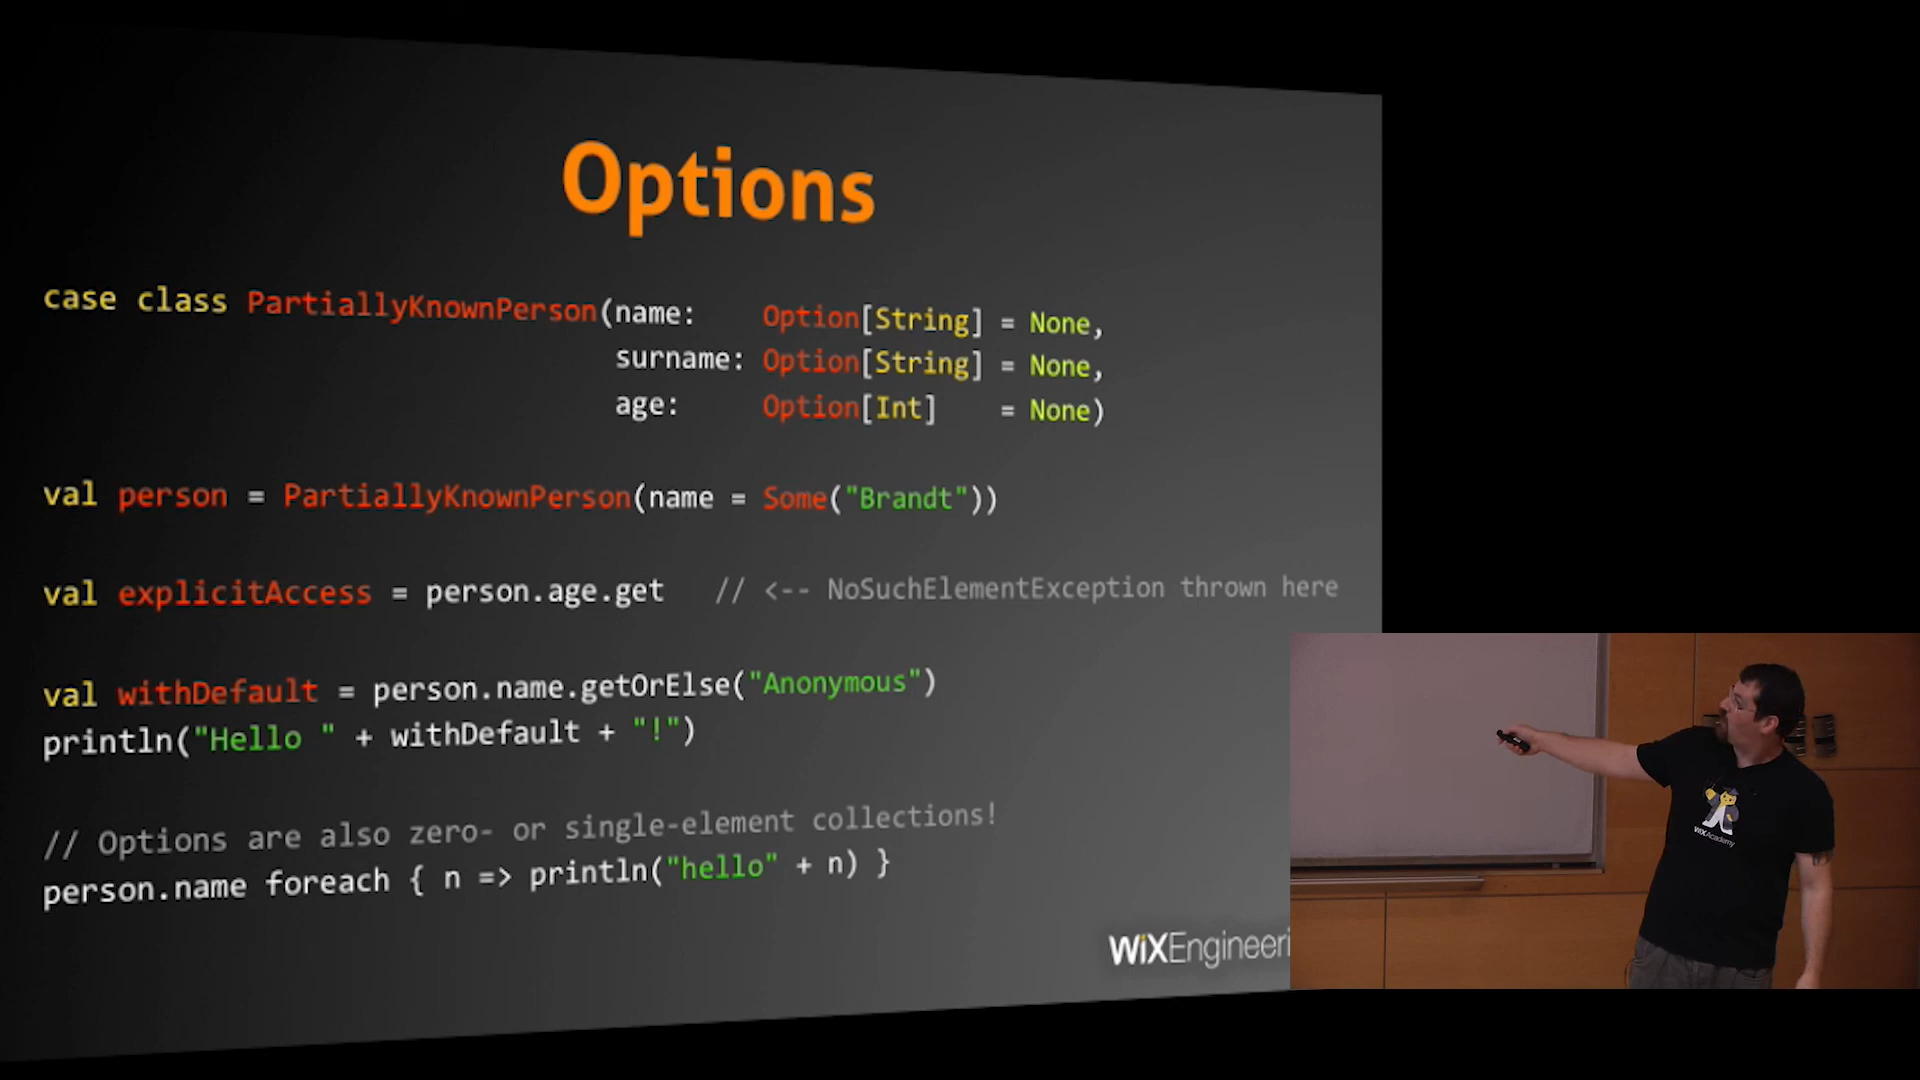 Options
case class PartiallyKnownPerson(name: Option[String] = None,
surname: Option[String] = None,
age: Option[Int] = None)
val person = PartiallyKnownPerson(name = Some("Brandt"))
val explicitAccess = person.age.get // <-- NoSuchElementException thrown here
val withDefault = person.name.getOrElse("Anonymous")
println("Hello " + withDefault + "!")
// Options are also zero- or single-element collections!
person.name foreach { n => println("hello" + n) }
WiXEngineeri
WiXAcademy